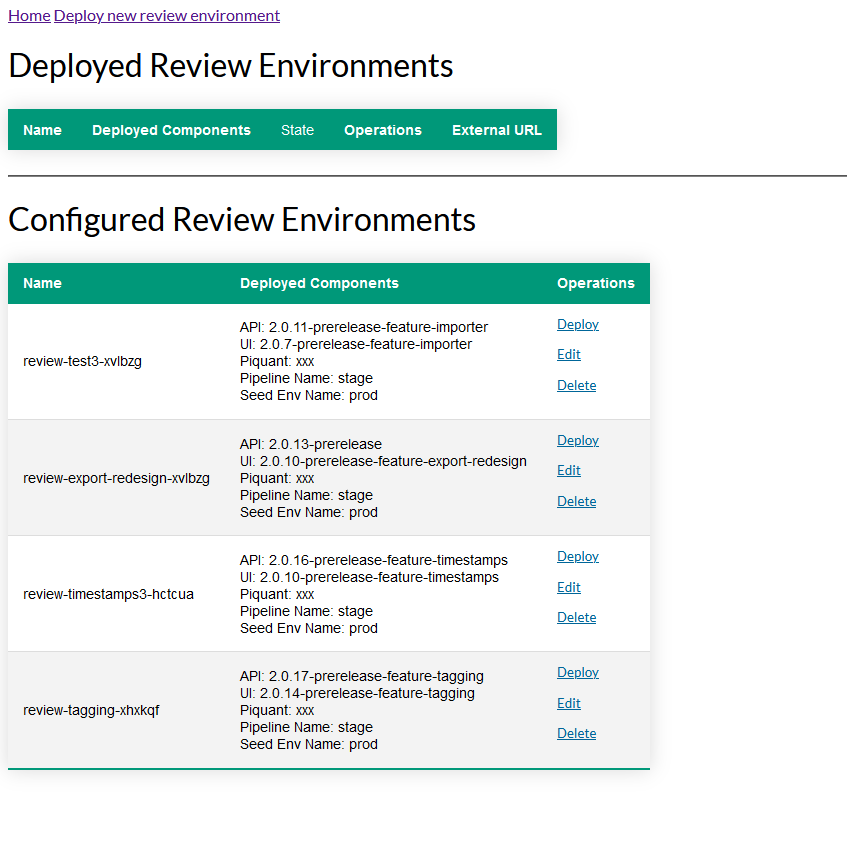 Home Deploy new review environment
Deployed Review Environments
Name Deployed Components State Operations External URL
Configured Review Environments
Name Deployed Components Operations
review-test3-xvlbzg
API: 2.0.11-prerelease-feature-importer
UI: 2.0.7-prerelease-feature-importer
Piquant: xxx
Pipeline Name: stage
Seed Env Name: prod
Deploy
Edit
Delete
review-export-redesign-xvlbzg
API: 2.0.13-prerelease
UI: 2.0.10-prerelease-feature-export-redesign
Piquant: xxx
Pipeline Name: stage
Seed Env Name: prod
Deploy
Edit
Delete
review-timestamps3-hctcua
API: 2.0.16-prerelease-feature-timestamps
UI: 2.0.10-prerelease-feature-timestamps
Piquant: xxx
Pipeline Name: stage
Seed Env Name: prod
Deploy
Edit
Delete
review-tagging-xhxkqf
API: 2.0.17-prerelease-feature-tagging
UI: 2.0.14-prerelease-feature-tagging
Piquant: xxx
Pipeline Name: stage
Seed Env Name: prod
Deploy
Edit
Delete